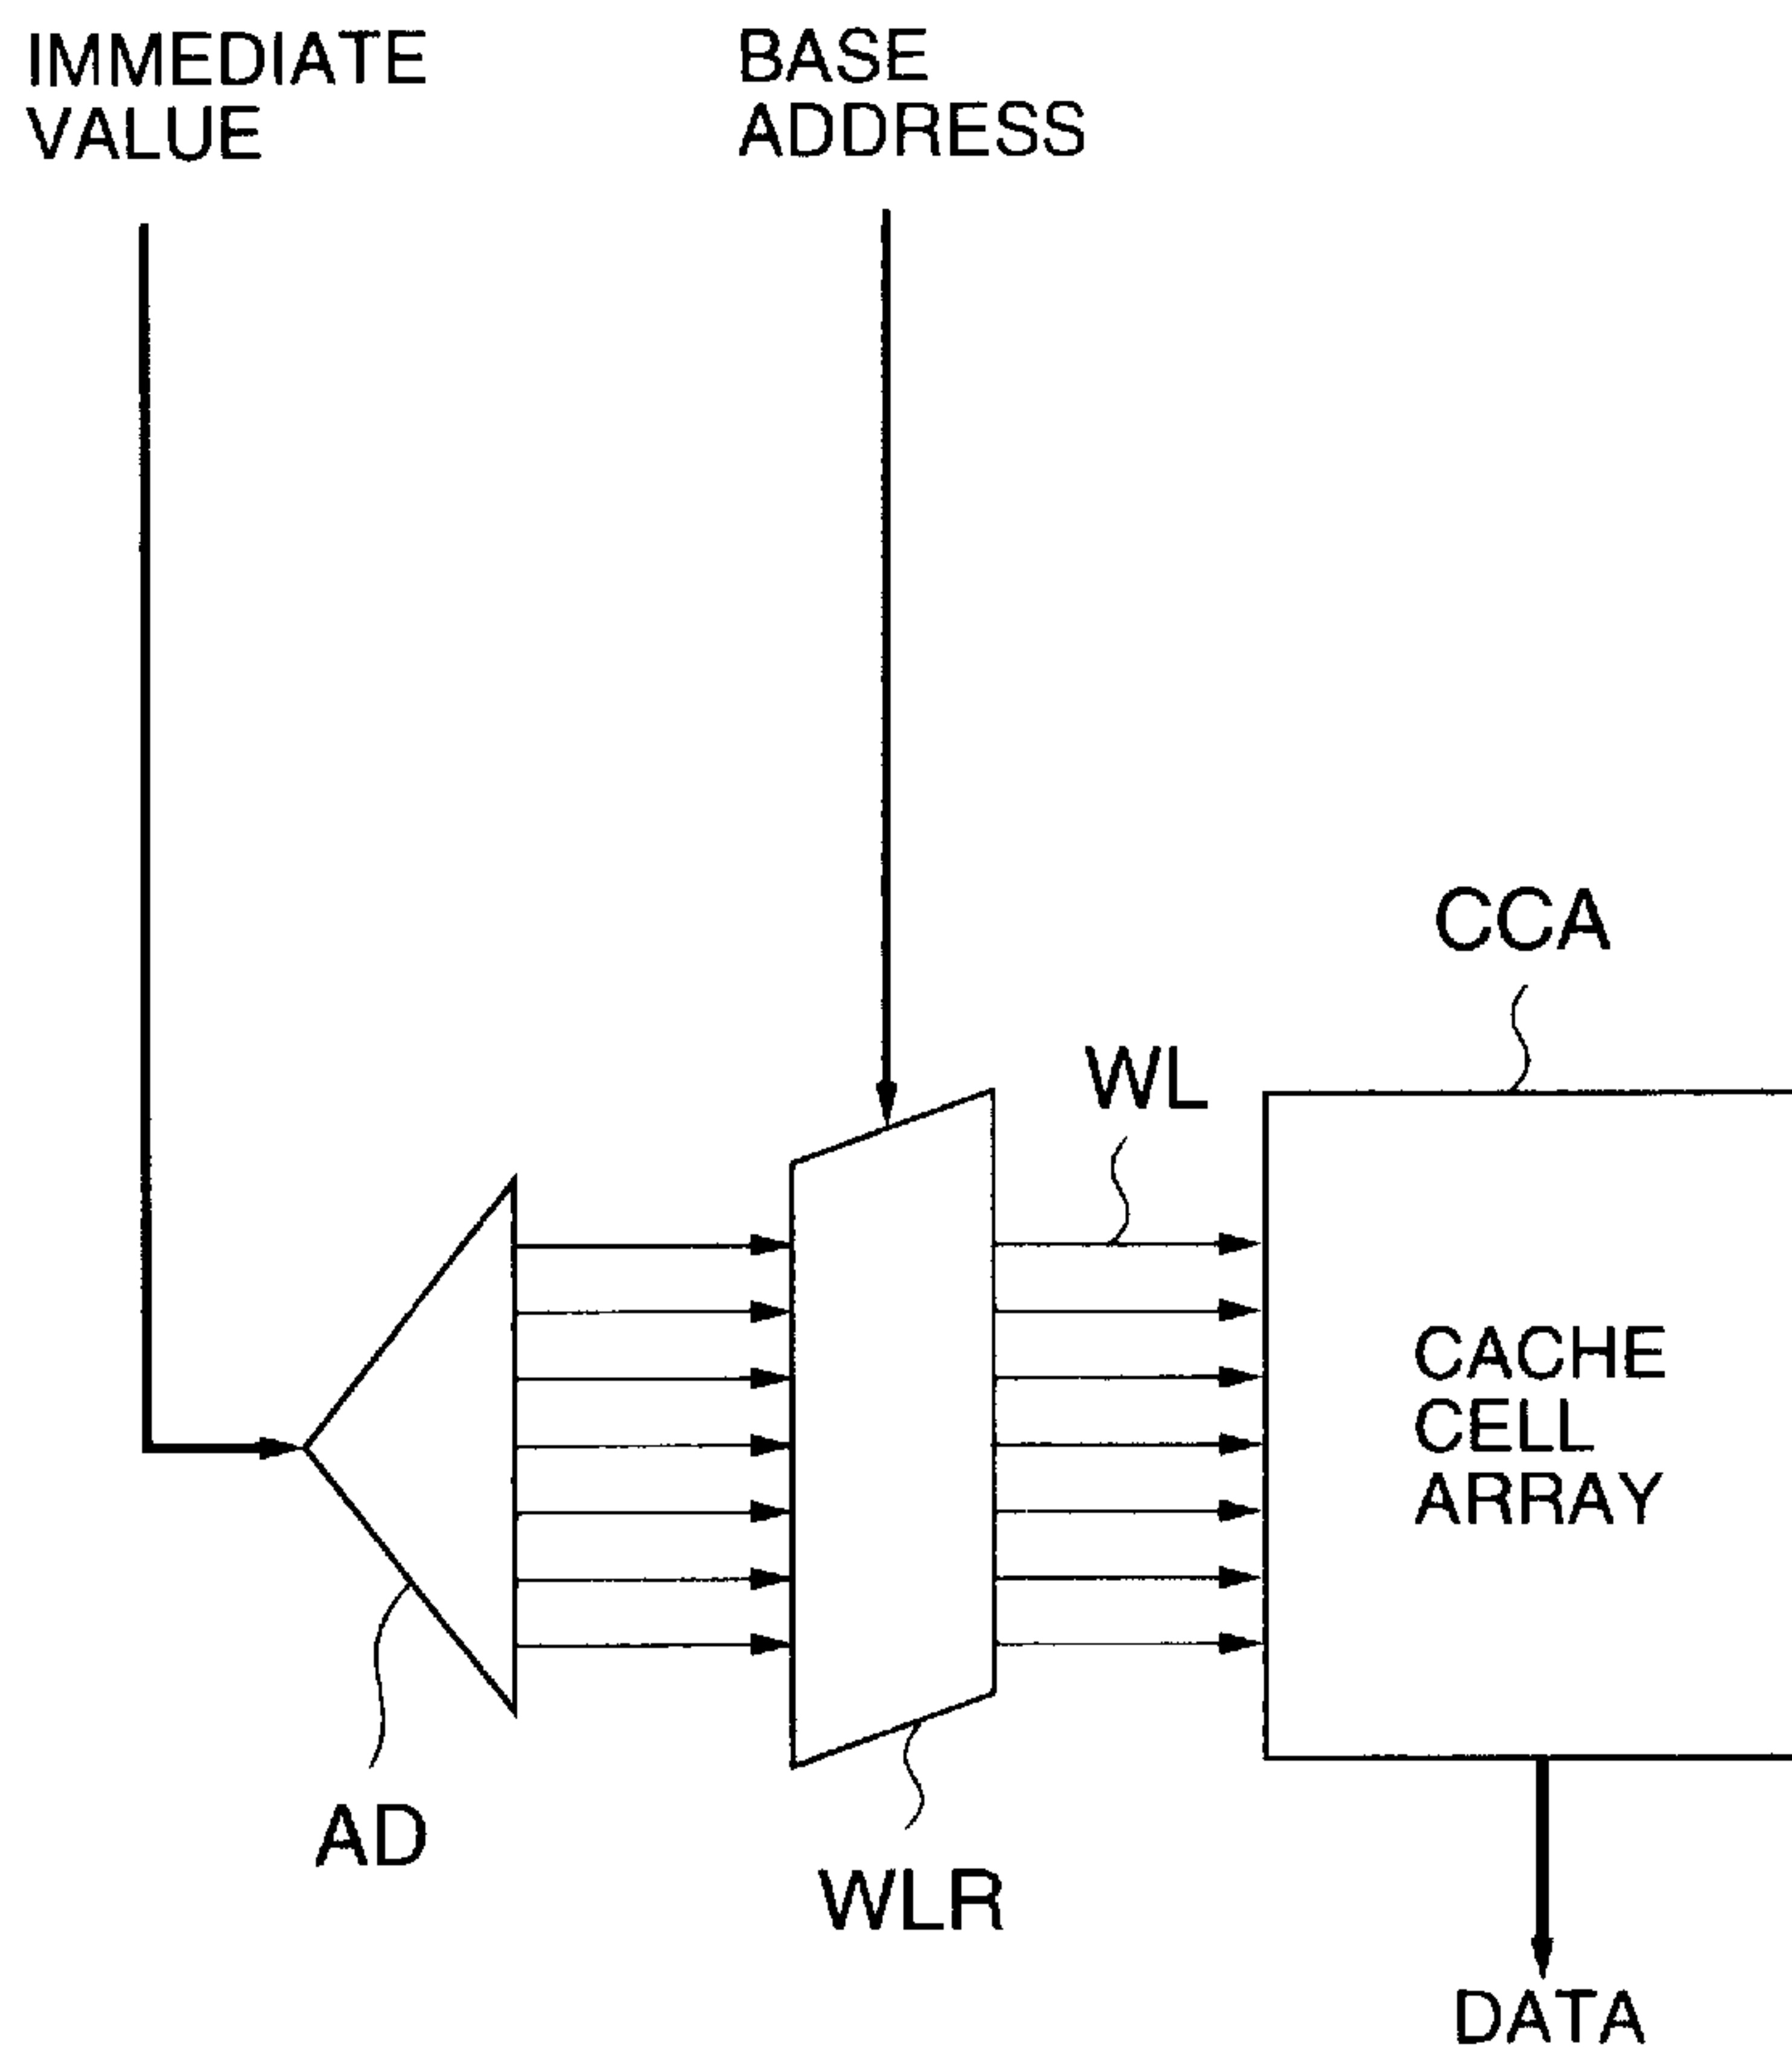 IMMEDIATE
VALUE
BASE
ADDRESS
CCA
WL
CACHE
CELL
ARRAY
AD
WLR
DATA